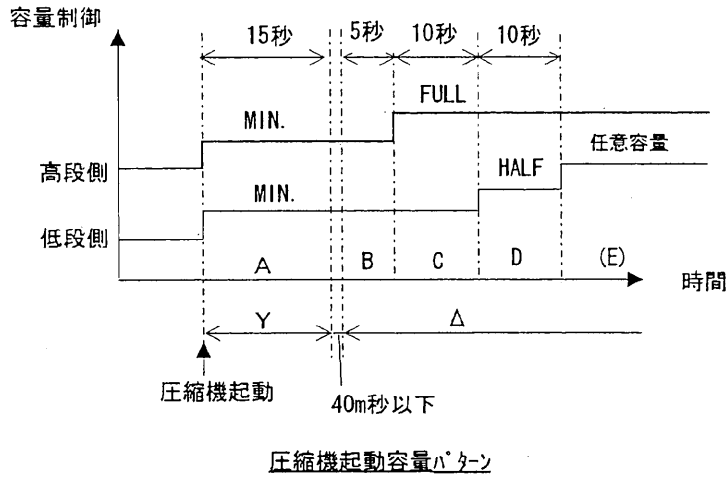 容量制御
15秒 5秒 10秒 10秒
FULL
MIN.
任意容量
高段側
HALF
MIN.
低段側
A B C D (E)
時間
Y Δ
圧縮機起動
40m秒以下
圧縮機起動容量ﾊﾟﾀｰﾝ